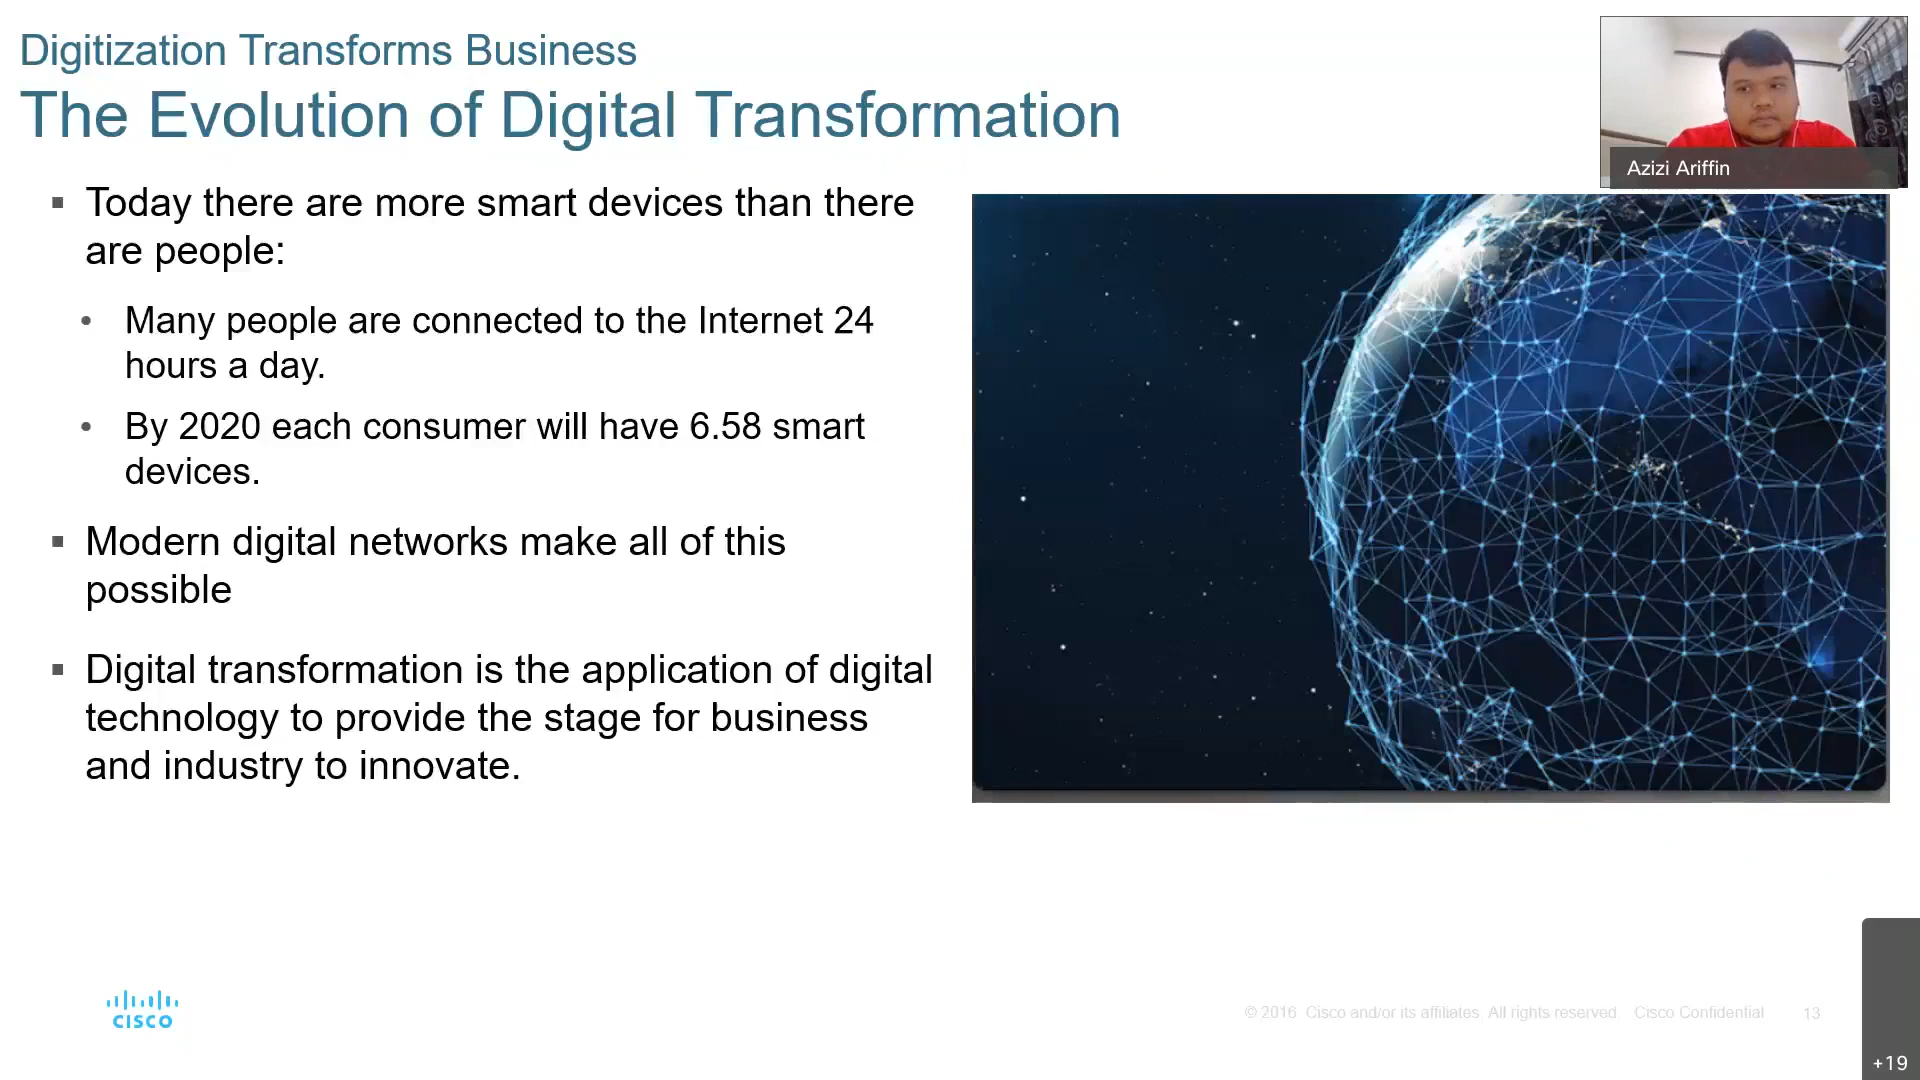 Digitization Transforms Business
The Evolution of Digital Transformation
Azizi Ariffin
▪ Today there are more smart devices than there
are people:
• Many people are connected to the Internet 24
hours a day.
• By 2020 each consumer will have 6.58 smart
devices.
▪ Modern digital networks make all of this
possible
▪ Digital transformation is the application of digital
technology to provide the stage for business
and industry to innovate.
CISCO
© 2016 Cisco and/or its affiliates. All rights reserved. Cisco Confidential 13
+19